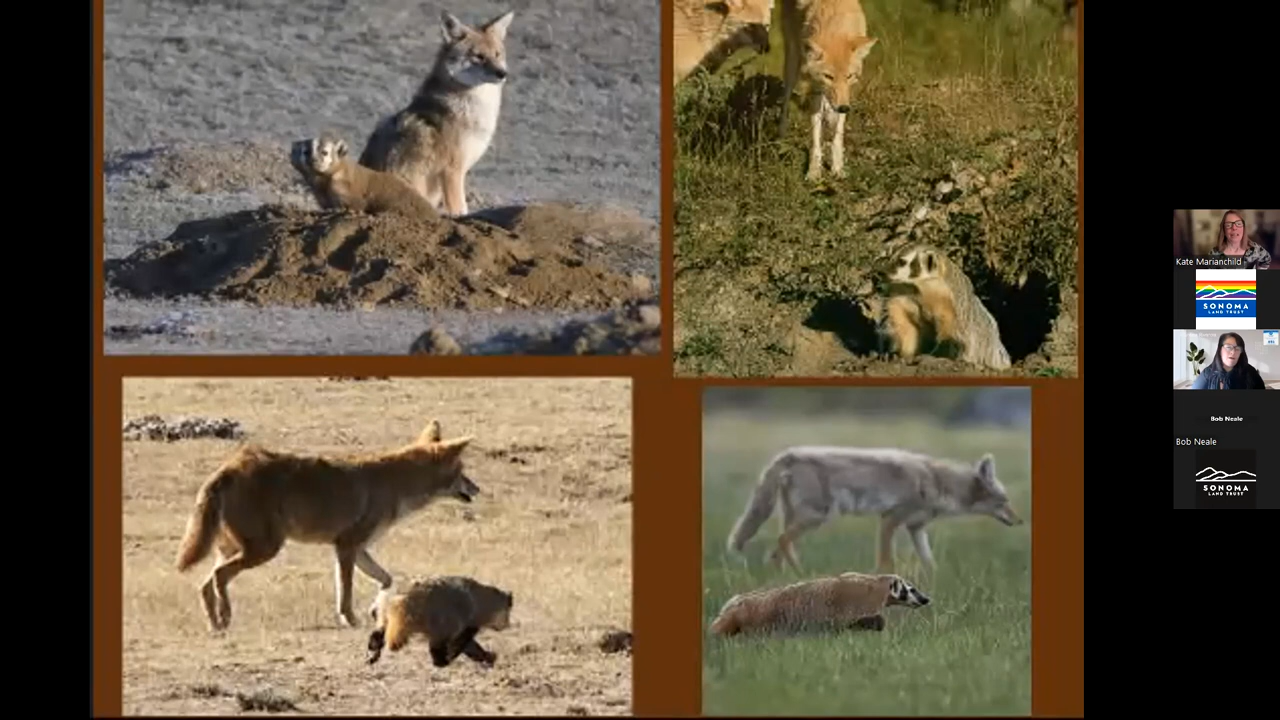 Kate Marianchild
SONOMA
LAND TRUST
Bob Neale
Bob Neale
SONOMA
LAND TRUST